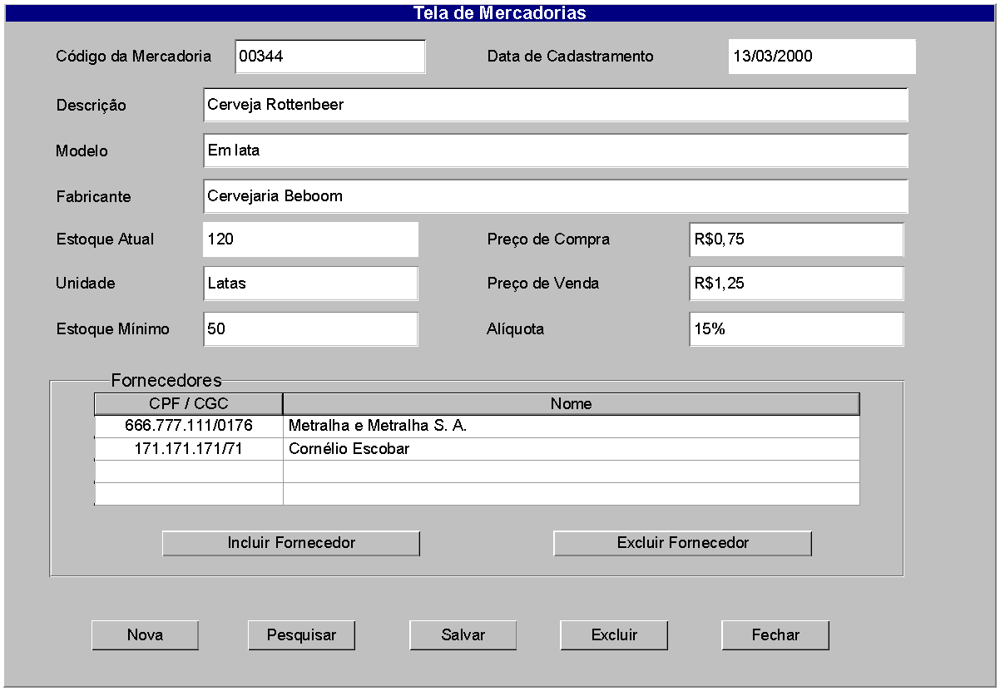 Tela de Mercadorias
Código da Mercadoria 00344 Data de Cadastramento 13/03/2000
Descrição Cerveja Rottenbeer
Modelo Em lata
Fabricante Cervejaria Beboom
Estoque Atual 120 Preço de Compra R$0,75
Unidade Latas Preço de Venda R$1,25
Estoque Mínimo 50 Alíquota 15%
Fornecedores
CPF / CGC Nome
666.777.111/0176 Metralha e Metralha S. A.
171.171.171/71 Cornélio Escobar
Incluir Fornecedor Excluir Fornecedor
Nova Pesquisar Salvar Excluir Fechar